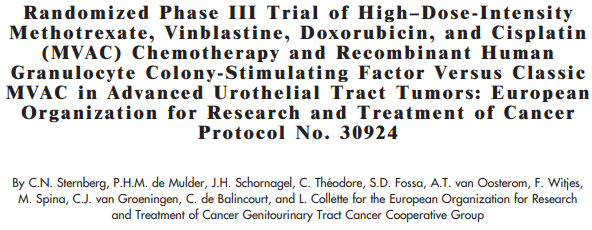 Randomized Phase III Trial of High–Dose-Intensity
Methotrexate, Vinblastine, Doxorubicin, and Cisplatin
(MVAC) Chemotherapy and Recombinant Human
Granulocyte Colony-Stimulating Factor Versus Classic
MVAC in Advanced Urothelial Tract Tumors: European
Organization for Research and Treatment of Cancer
Protocol No. 30924
By C.N. Sternberg, P.H.M. de Mulder, J.H. Schornagel, C. Théodore, S.D. Fossa, A.T. van Oosterom, F. Witjes,
M. Spina, C.J. van Groeningen, C. de Balincourt, and L. Collette for the European Organization for Research
and Treatment of Cancer Genitourinary Tract Cancer Cooperative Group